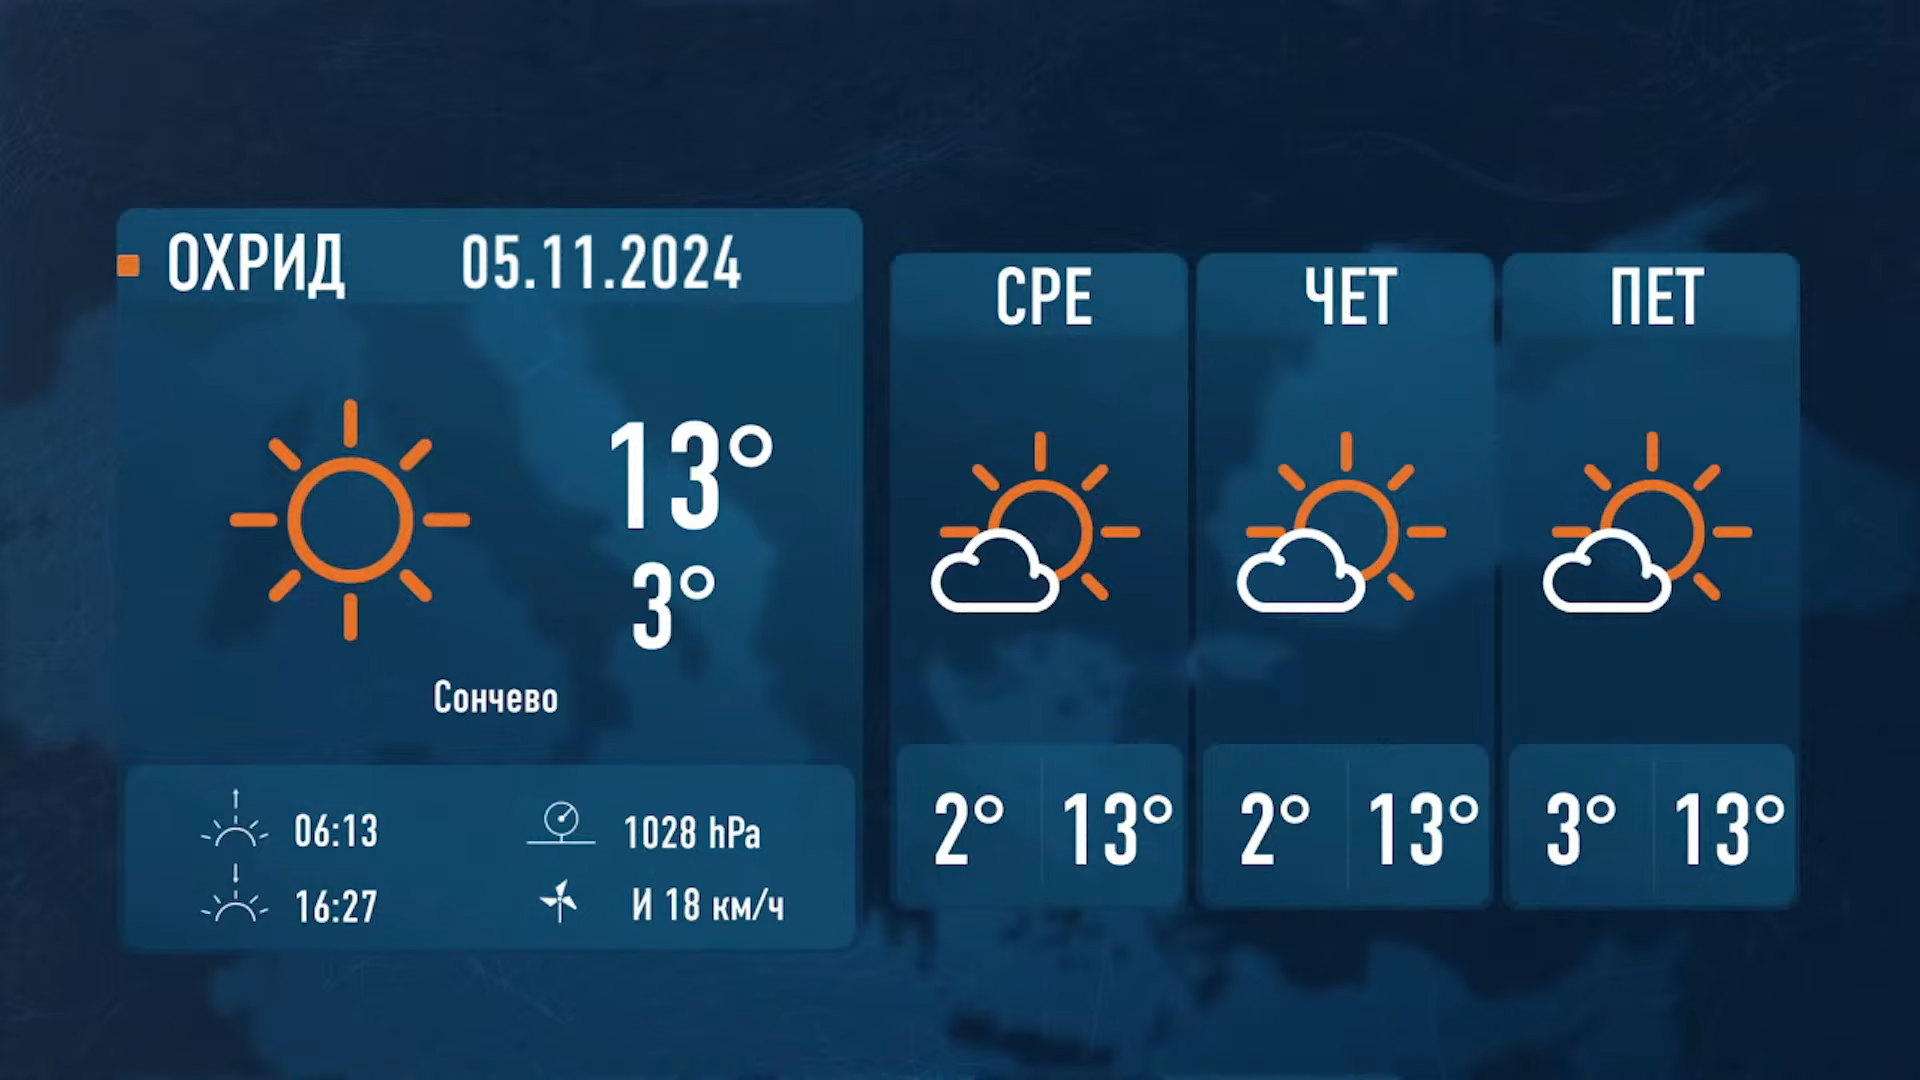 ОХРИД 05.11.2024
13°
3°
Сончево
06:13
1028 hPa
16:27
И 18 км/ч
СРЕ
2° 13°
ЧЕТ
2° 13°
ПЕТ
3° 13°